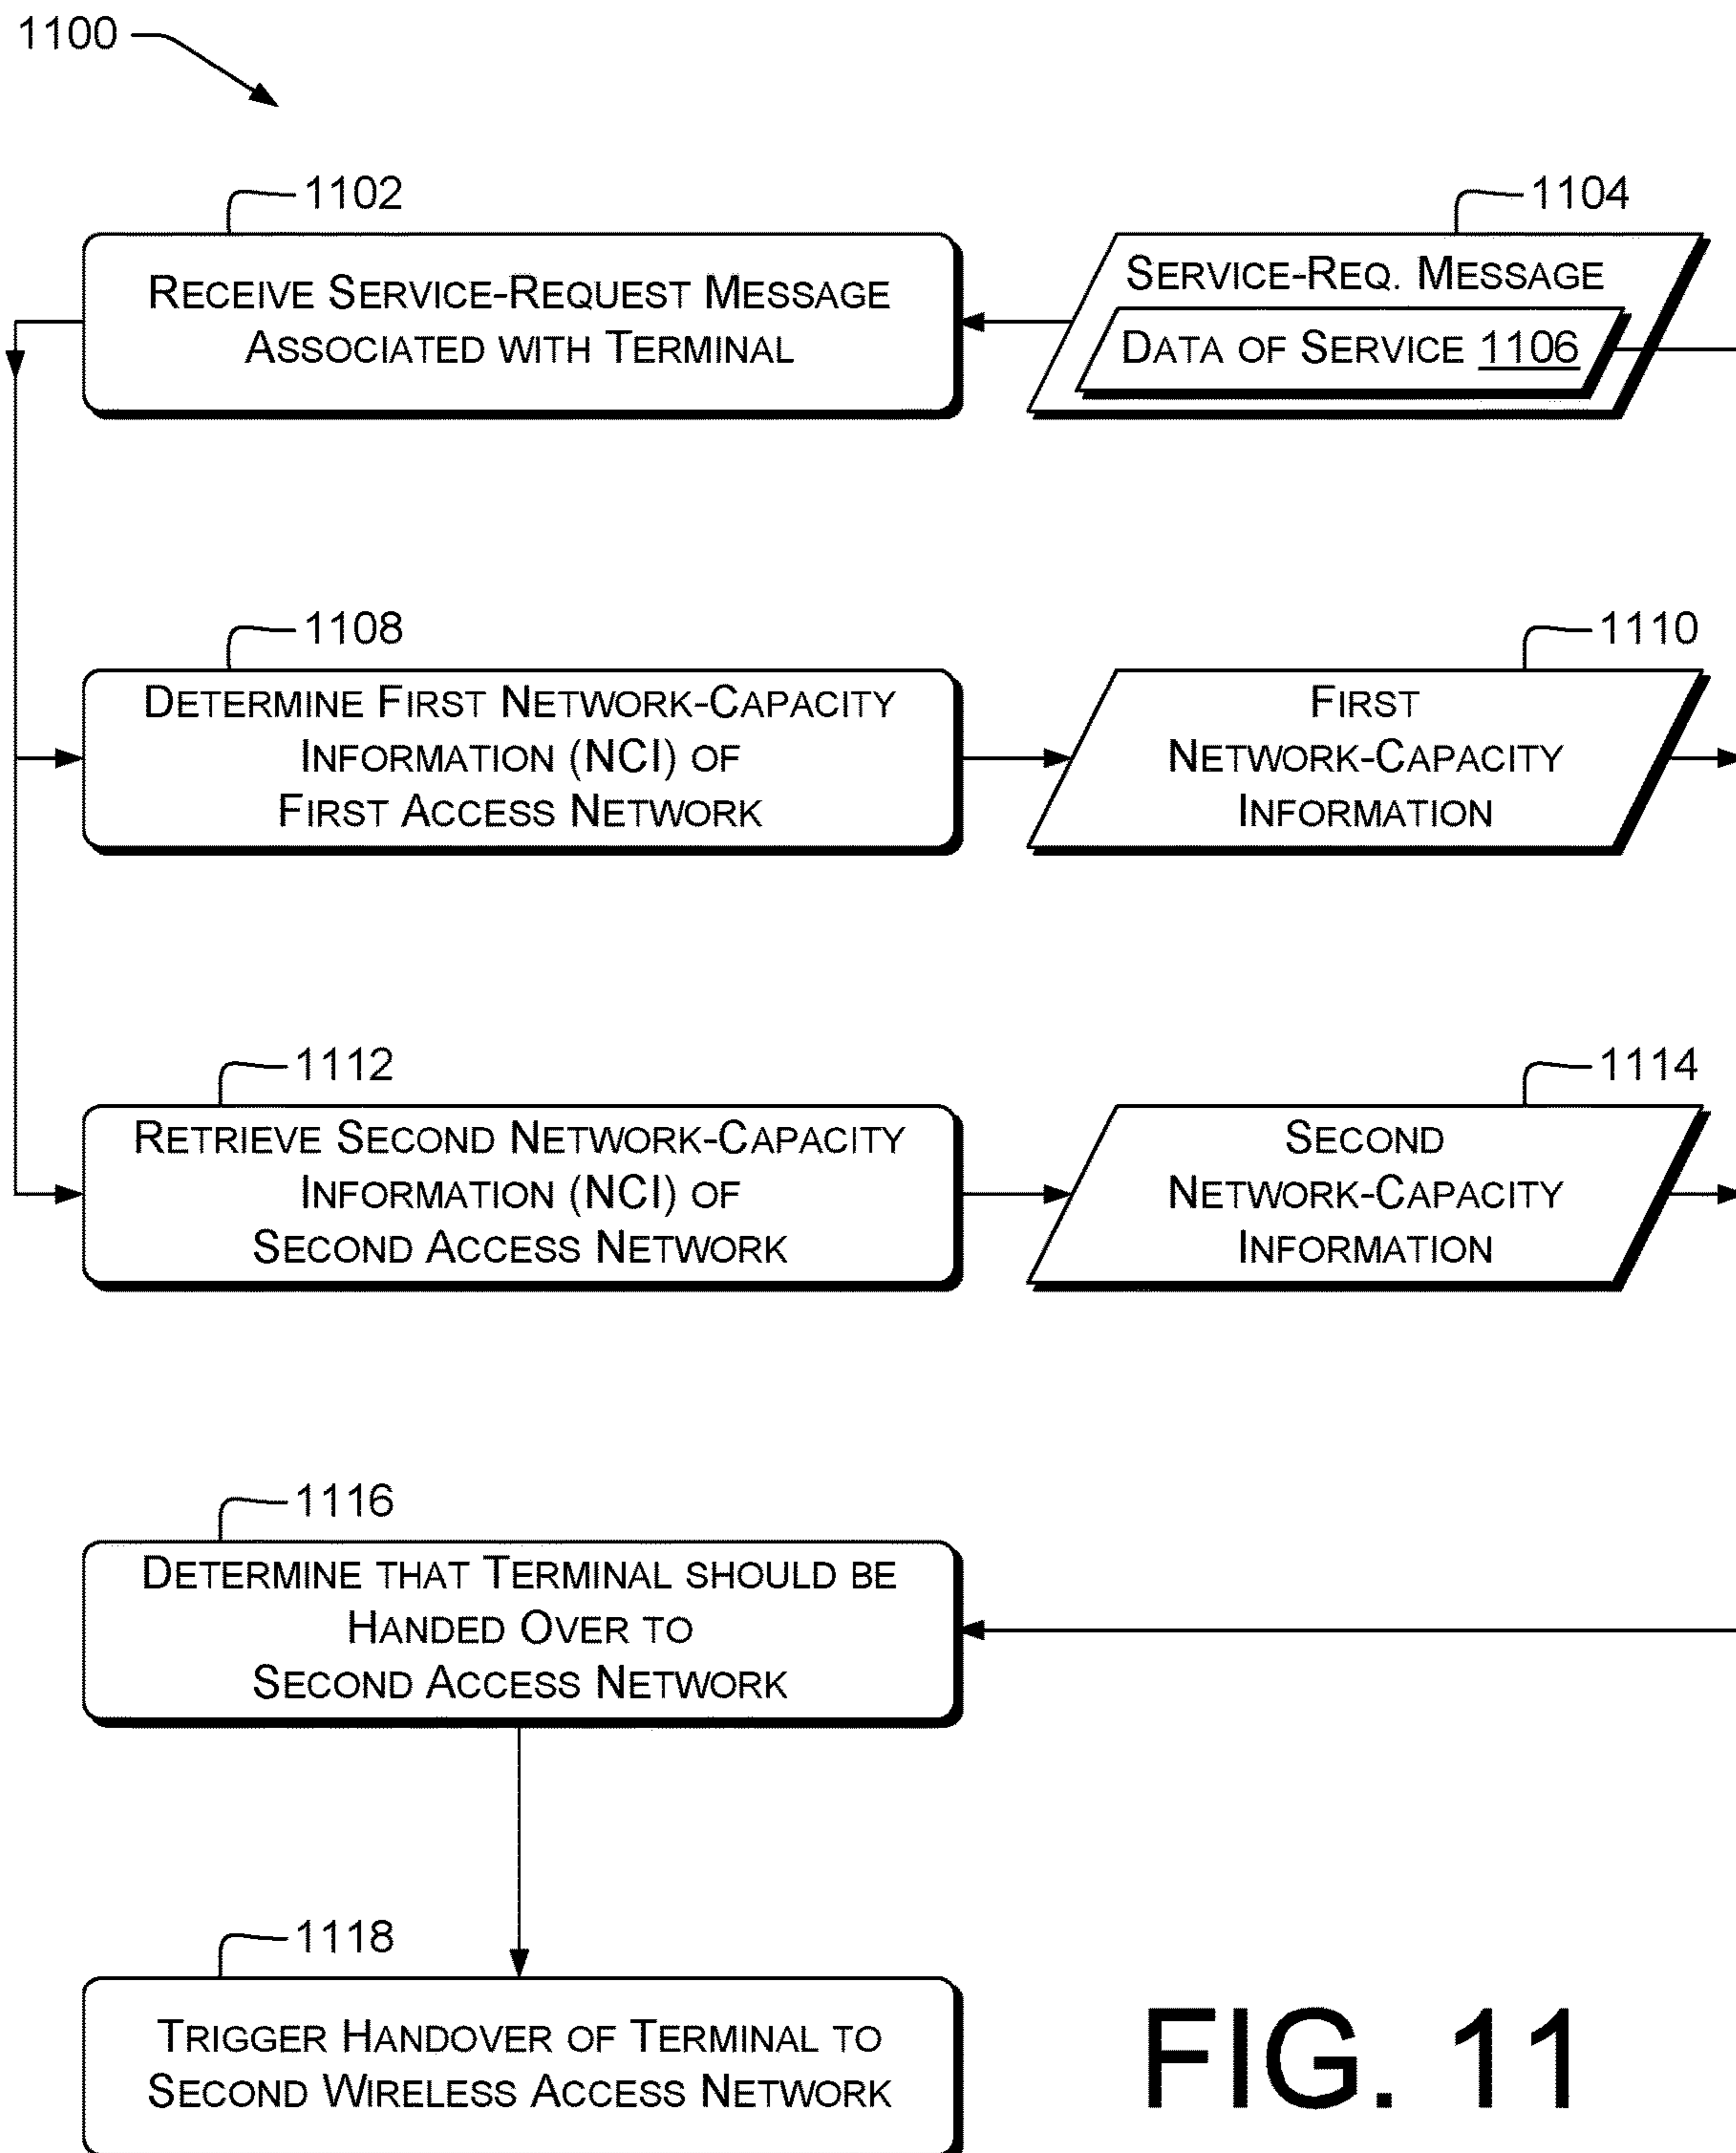 1100
1102
RECEIVE SERVICE-REQUEST MESSAGE
ASSOCIATED WITH TERMINAL
1104
SERVICE-REQ. MESSAGE
DATA OF SERVICE 1106
1108
DETERMINE FIRST NETWORK-CAPACITY
INFORMATION (NCI) OF
FIRST ACCESS NETWORK
1110
FIRST
NETWORK-CAPACITY
INFORMATION
1112
RETRIEVE SECOND NETWORK-CAPACITY
INFORMATION (NCI) OF
SECOND ACCESS NETWORK
1114
SECOND
NETWORK-CAPACITY
INFORMATION
1116
DETERMINE THAT TERMINAL SHOULD BE
HANDED OVER TO
SECOND ACCESS NETWORK
1118
TRIGGER HANDOVER OF TERMINAL TO
SECOND WIRELESS ACCESS NETWORK
FIG. 11